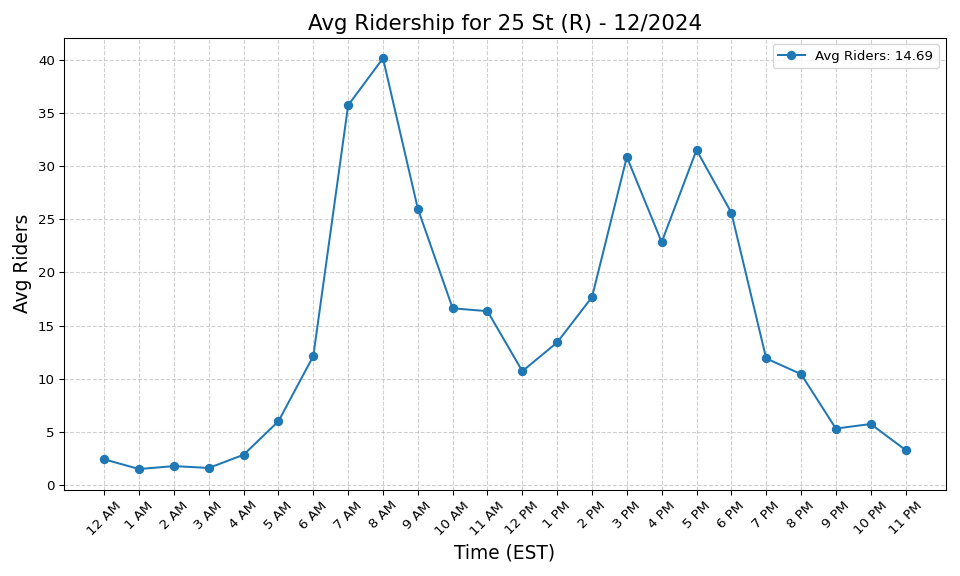 Avg Ridership for 25 St (R) - 12/2024
Avg Riders: 14.69
Avg Riders
40
35
30
25
20
15
10
5
0
12 AM
1 AM
2 AM
3 AM
4 AM
5 AM
6 AM
7 AM
8 AM
9 AM
10 AM
11 AM
12 PM
1 PM
2 PM
3 PM
4 PM
5 PM
6 PM
7 PM
8 PM
9 PM
10 PM
11 PM
Time (EST)